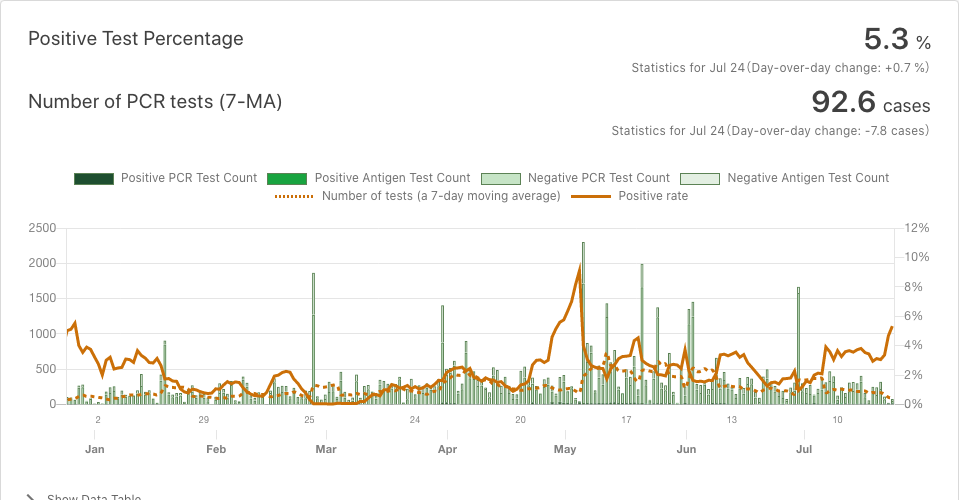 Positive Test Percentage
5.3 %
Statistics for Jul 24(Day-over-day change: +0.7 %)
Number of PCR tests (7-MA)
92.6 cases
Statistics for Jul 24(Day-over-day change: -7.8 cases)
Positive PCR Test Count Positive Antigen Test Count Negative PCR Test Count Negative Antigen Test Count
Number of tests (a 7-day moving average) Positive rate
2500 12%
2000 10%
1500 8%
6%
1000 4%
500 2%
0 0%
2 29 25 24 20 17 13 10
Jan Feb Mar Apr May Jun Jul
Show Data Table